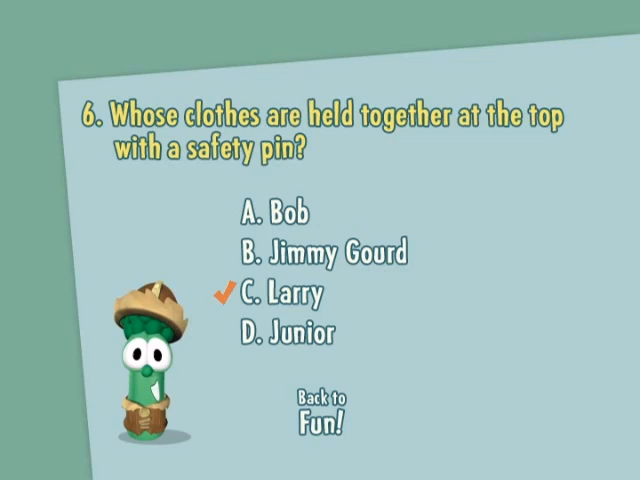 6. Whose clothes are held together at the top
with a safety pin?
A. Bob
B. Jimmy Gourd
C. Larry
D. Junior
Back to
Fun!